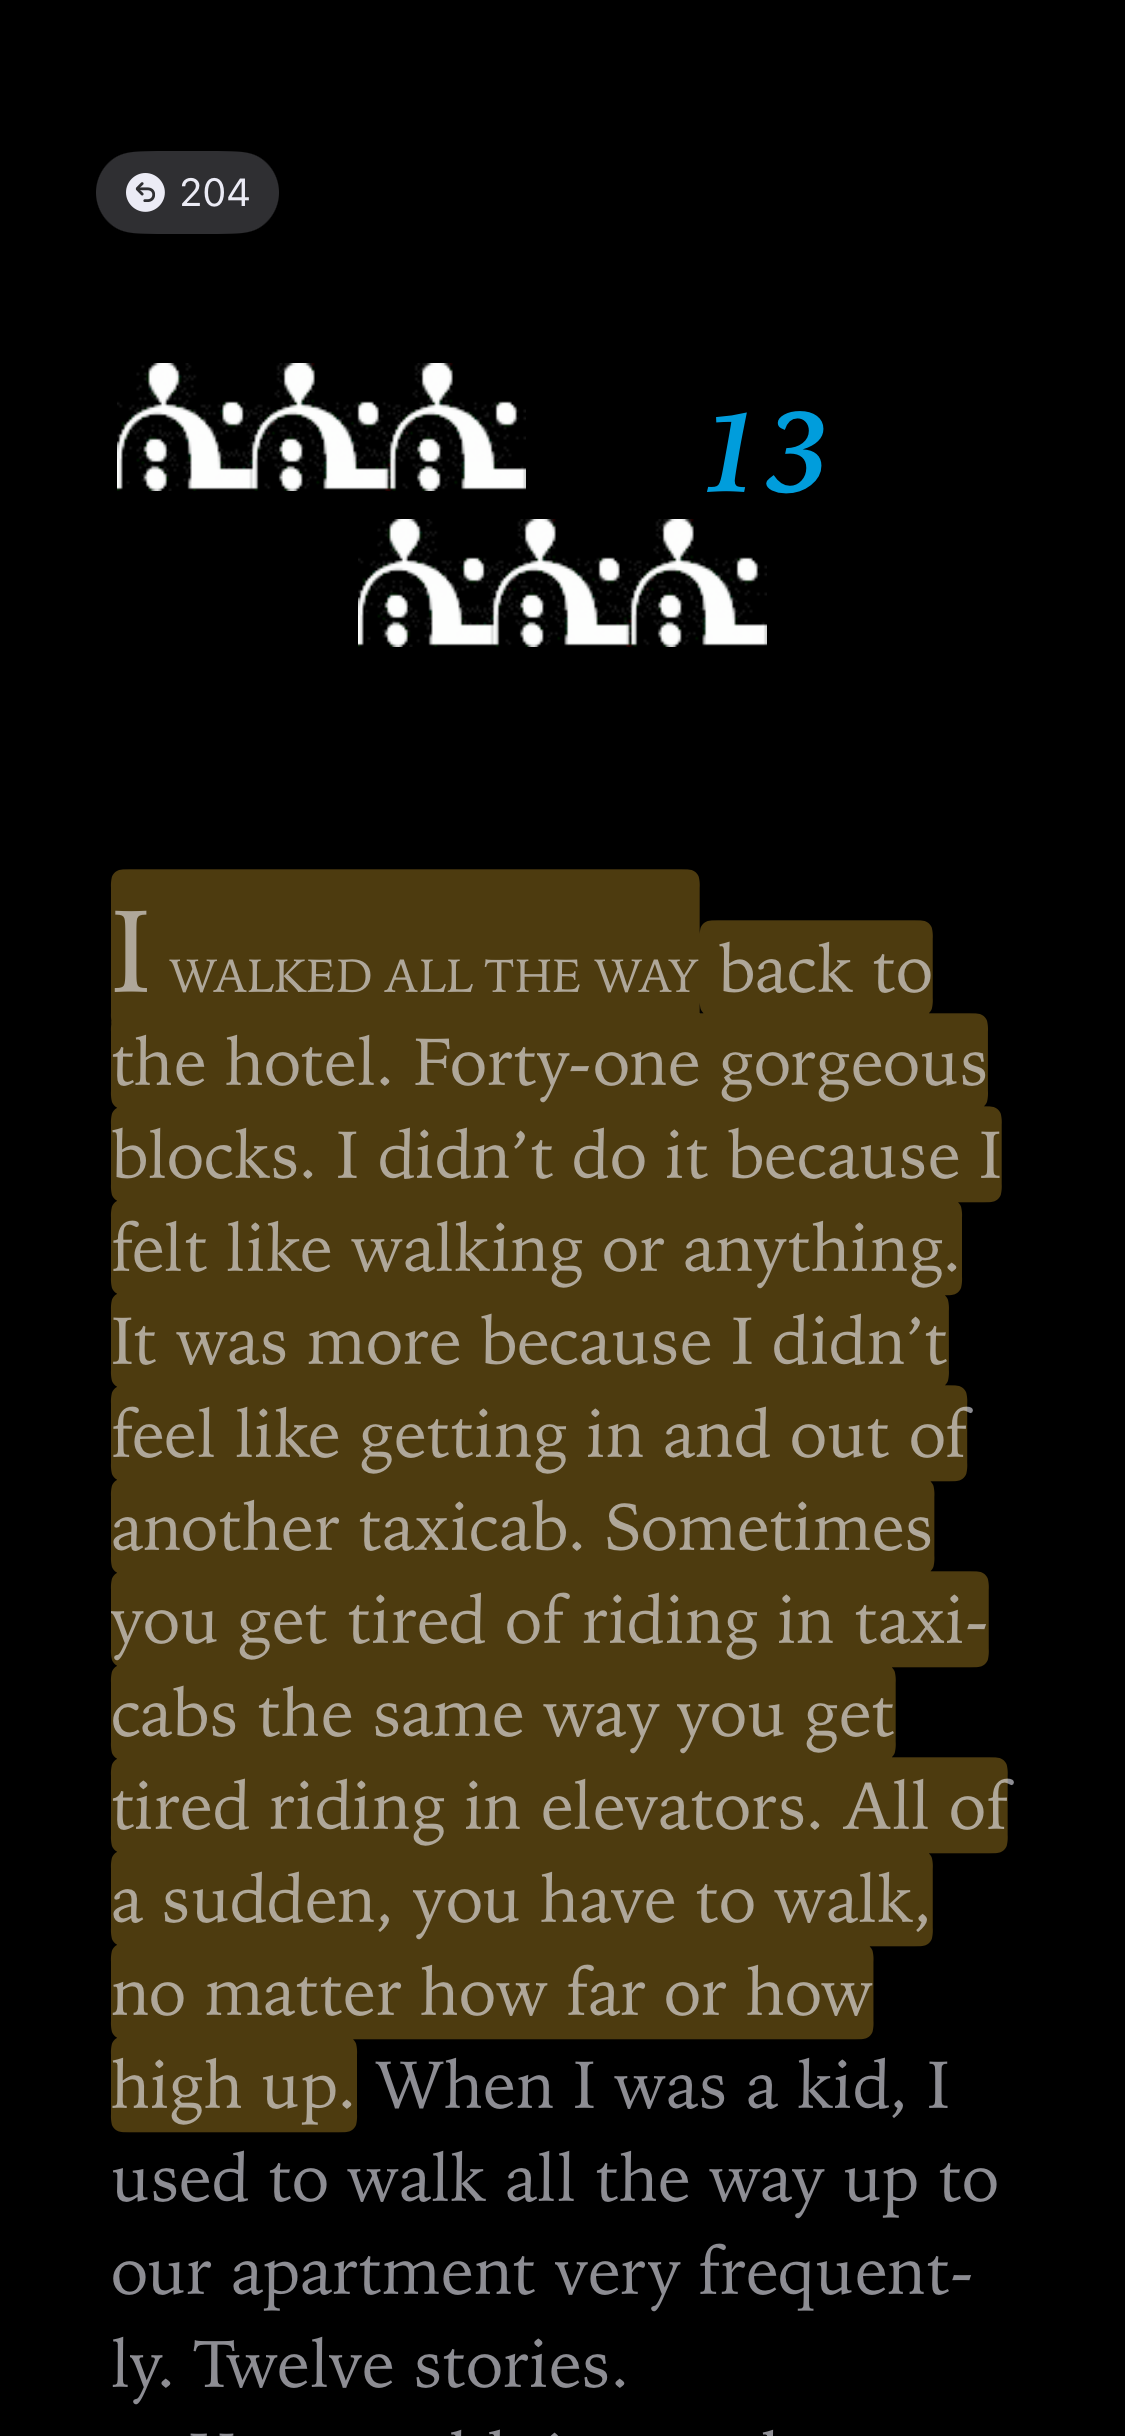 204
13
I WALKED ALL THE WAY back to
the hotel. Forty-one gorgeous
blocks. I didn’t do it because I
felt like walking or anything.
It was more because I didn’t
feel like getting in and out of
another taxicab. Sometimes
you get tired of riding in taxi-
cabs the same way you get
tired riding in elevators. All of
a sudden, you have to walk,
no matter how far or how
high up. When I was a kid, I
used to walk all the way up to
our apartment very frequent-
ly. Twelve stories.